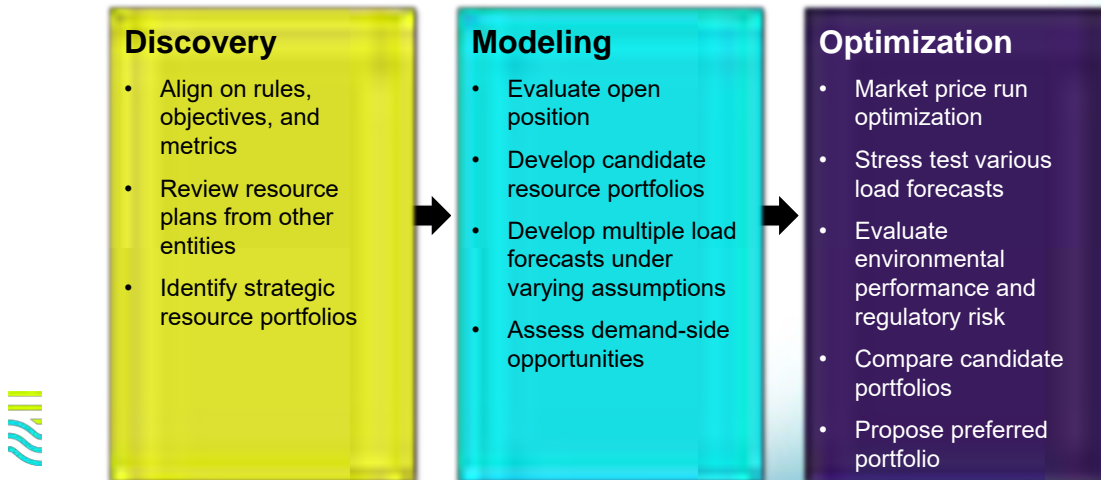 Discovery
• Align on rules,
objectives, and
metrics
• Review resource
plans from other
entities
• Identify strategic
resource portfolios
Modeling
• Evaluate open
position
• Develop candidate
resource portfolios
• Develop multiple load
forecasts under
varying assumptions
• Assess demand-side
opportunities
Optimization
• Market price run
optimization
• Stress test various
load forecasts
• Evaluate
environmental
performance and
regulatory risk
• Compare candidate
portfolios
• Propose preferred
portfolio